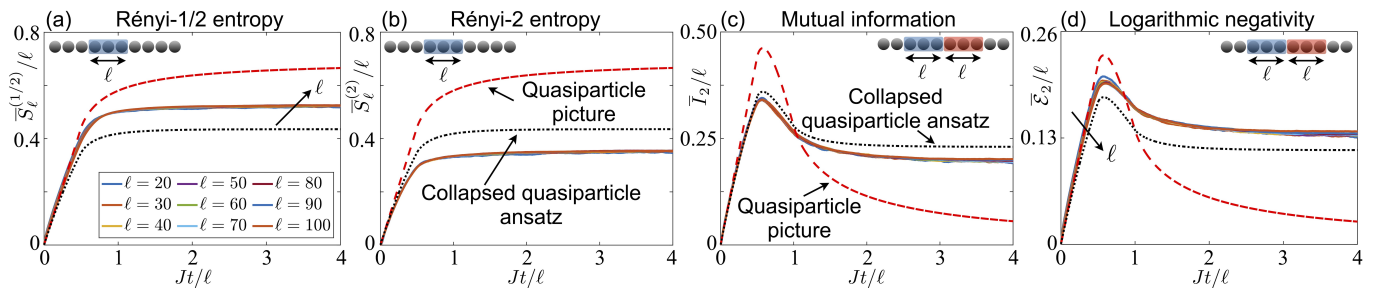 (a) Rényi-1/2 entropy
0.8
0.4
0
S̅_ℓ^(1/2)/ℓ
ℓ
ℓ
ℓ = 20 ℓ = 50 ℓ = 80
ℓ = 30 ℓ = 60 ℓ = 90
ℓ = 40 ℓ = 70 ℓ = 100
0 1 2 3 4
Jt/ℓ
(b) Rényi-2 entropy
0.8
0.4
0
S̅_ℓ^(2)/ℓ
ℓ
Quasiparticle
picture
Collapsed quasiparticle
ansatz
0 1 2 3 4
Jt/ℓ
(c) Mutual information
0.50
0.25
0
I̅_2/ℓ
ℓ ℓ
Collapsed
quasiparticle ansatz
Quasiparticle
picture
0 1 2 3 4
Jt/ℓ
(d) Logarithmic negativity
0.26
0.13
0
ℰ̅_2/ℓ
ℓ ℓ
ℓ
0 1 2 3 4
Jt/ℓ